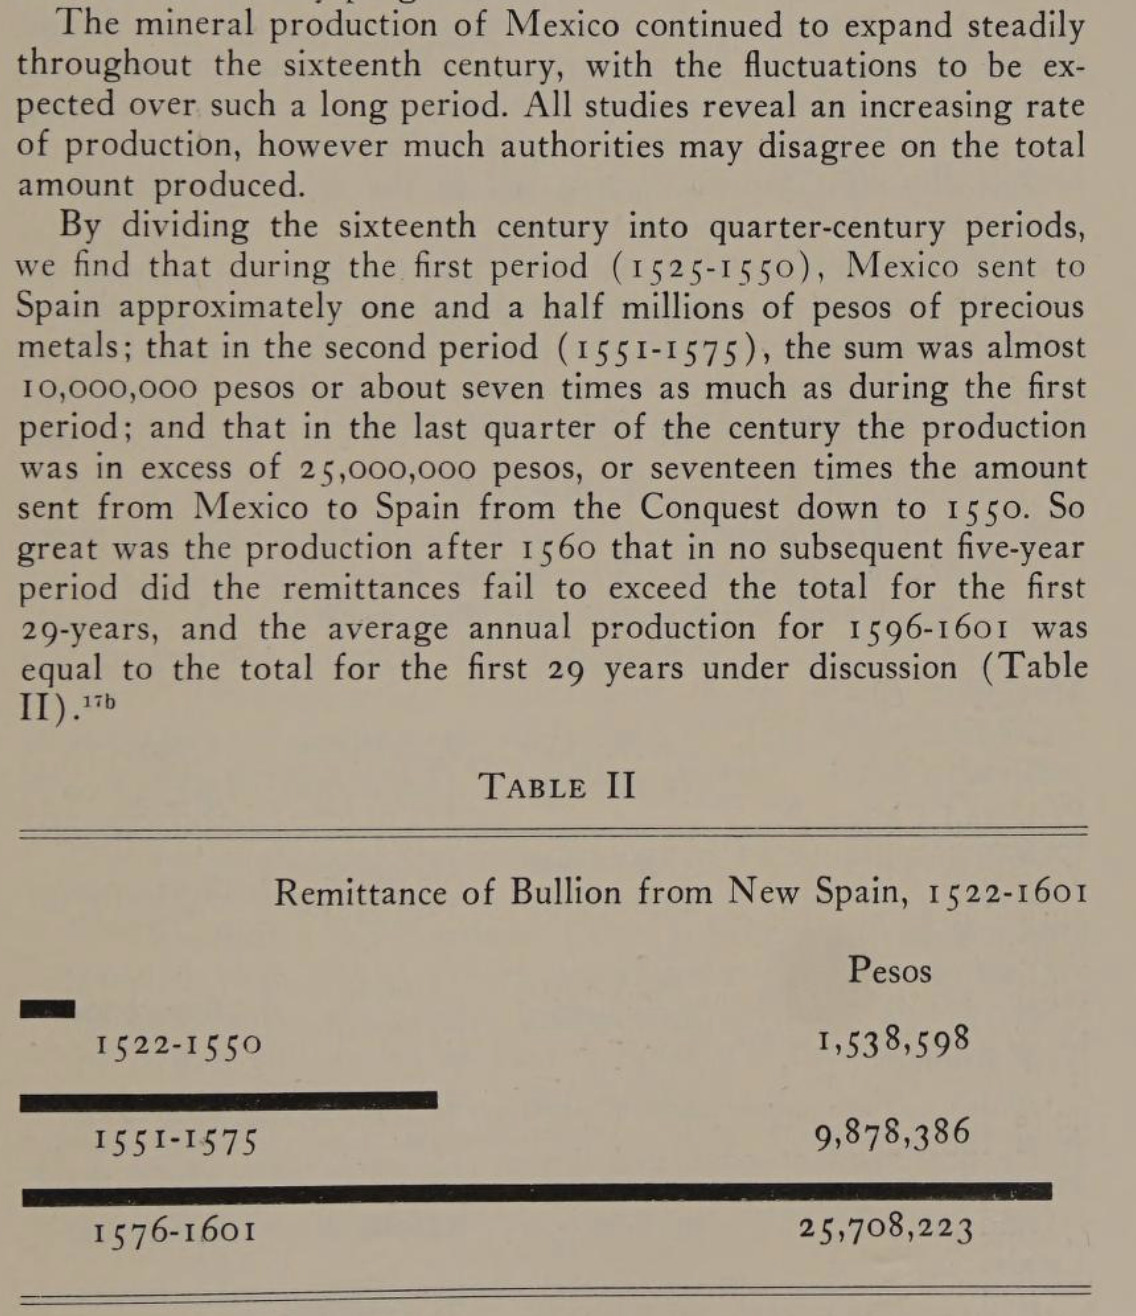 The mineral production of Mexico continued to expand steadily
throughout the sixteenth century, with the fluctuations to be ex-
pected over such a long period. All studies reveal an increasing rate
of production, however much authorities may disagree on the total
amount produced.
By dividing the sixteenth century into quarter-century periods,
we find that during the first period (1525-1550), Mexico sent to
Spain approximately one and a half millions of pesos of precious
metals; that in the second period (1551-1575), the sum was almost
10,000,000 pesos or about seven times as much as during the first
period; and that in the last quarter of the century the production
was in excess of 25,000,000 pesos, or seventeen times the amount
sent from Mexico to Spain from the Conquest down to 1550. So
great was the production after 1560 that in no subsequent five-year
period did the remittances fail to exceed the total for the first
29-years, and the average annual production for 1596-1601 was
equal to the total for the first 29 years under discussion (Table
II).17b
TABLE II
Remittance of Bullion from New Spain, 1522-1601
Pesos
1522-1550 1,538,598
1551-1575 9,878,386
1576-1601 25,708,223